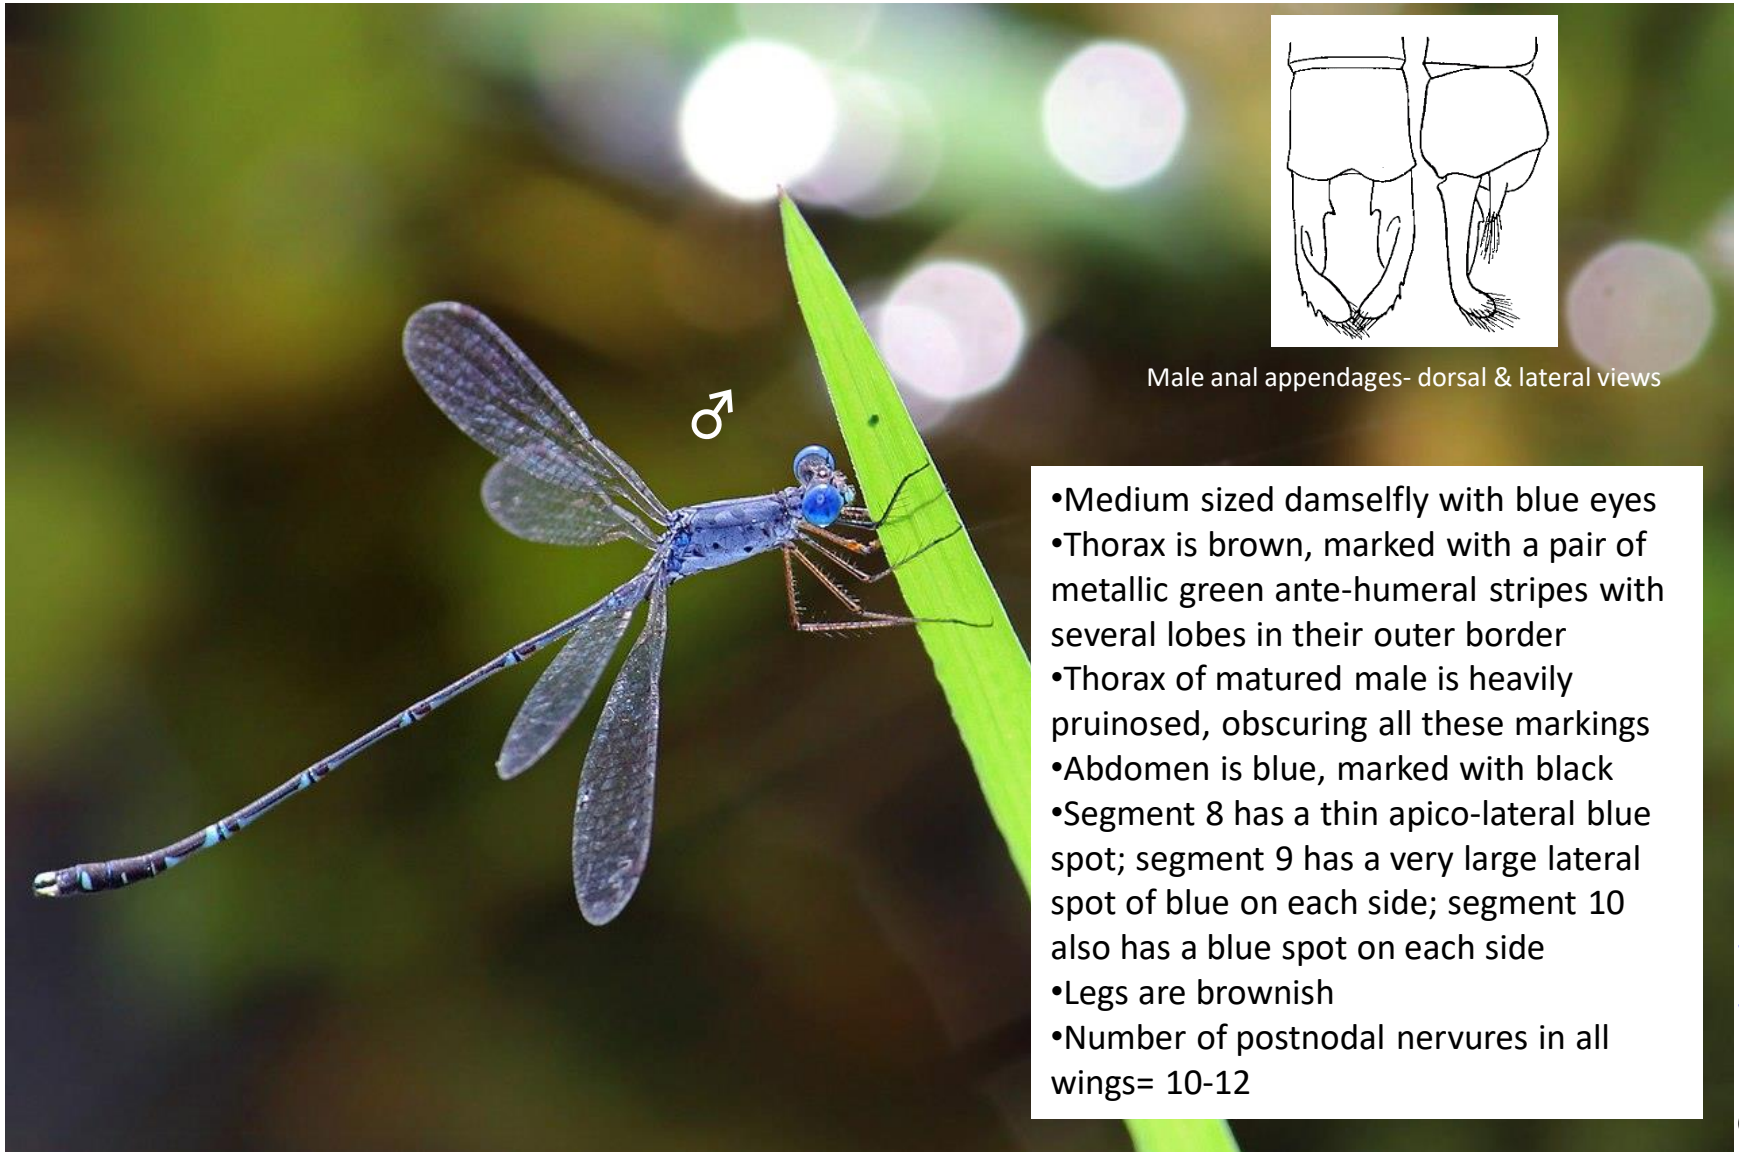 ♂
Male anal appendages- dorsal & lateral views
•Medium sized damselfly with blue eyes
•Thorax is brown, marked with a pair of
metallic green ante-humeral stripes with
several lobes in their outer border
•Thorax of matured male is heavily
pruinosed, obscuring all these markings
•Abdomen is blue, marked with black
•Segment 8 has a thin apico-lateral blue
spot; segment 9 has a very large lateral
spot of blue on each side; segment 10
also has a blue spot on each side
•Legs are brownish
•Number of postnodal nervures in all
wings= 10-12